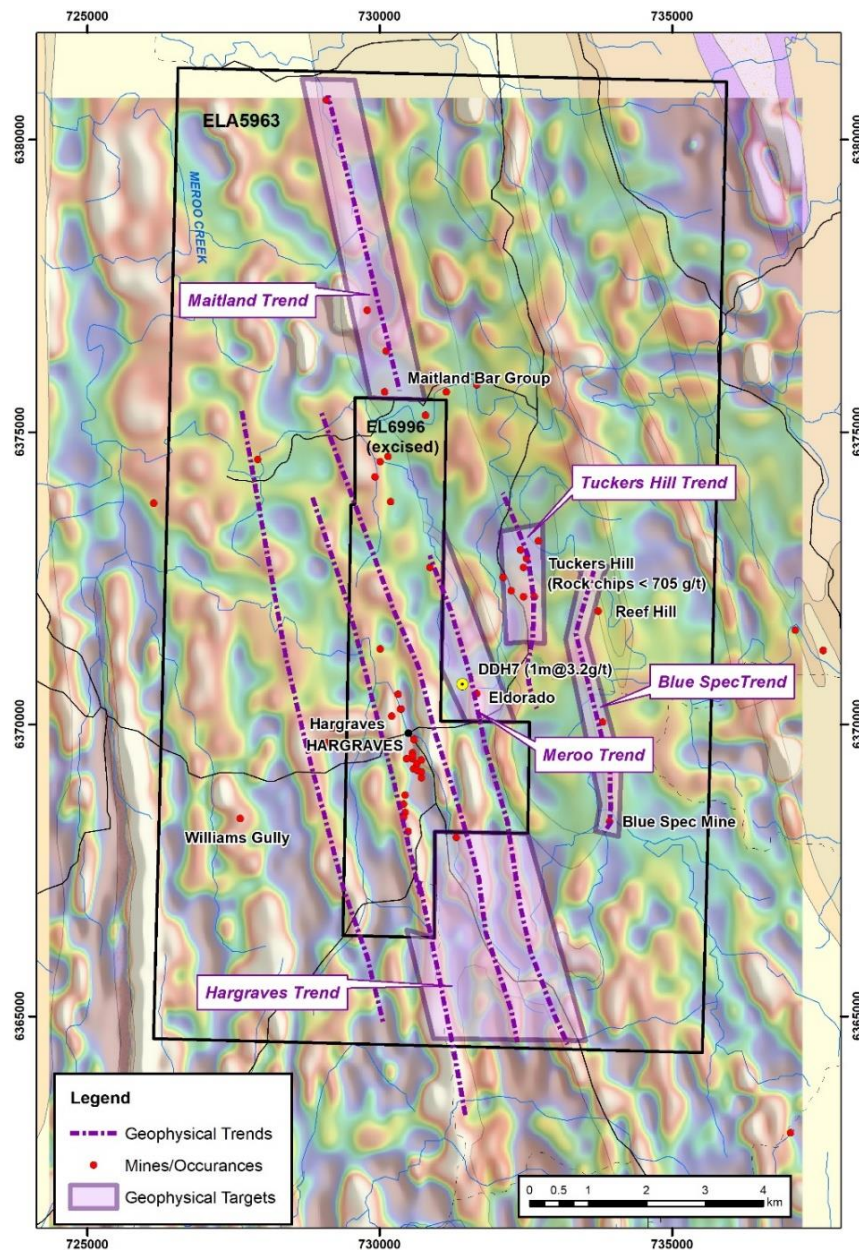 725000
730000
735000
ELA5963
6380000
6380000
MEROO CREEK
Maitland Trend
Maitland Bar Group
6375000
EL6996
(excised)
6375000
Tuckers Hill Trend
Tuckers Hill
(Rock chips < 705 g/t)
Reef Hill
DDH7 (1m@3.2g/t)
Eldorado
Blue SpecTrend
6370000
Hargraves
HARGRAVES
6370000
Meroo Trend
Williams Gully
Blue Spec Mine
Hargraves Trend
6365000
6365000
Legend
Geophysical Trends
Mines/Occurances
Geophysical Targets
0 0.5 1 2 3 4
km
725000
730000
735000